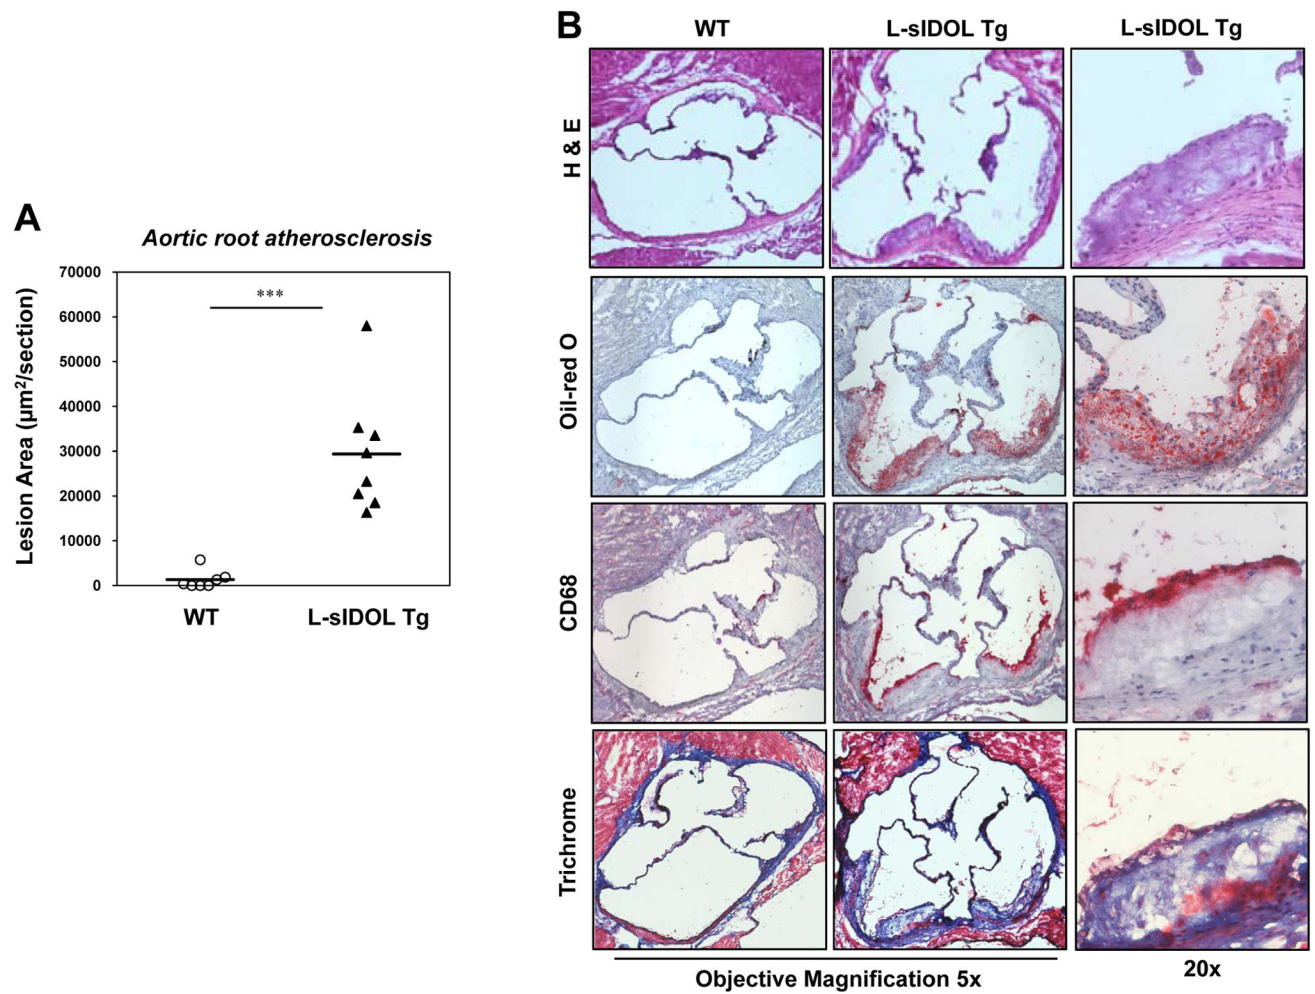 A
Aortic root atherosclerosis
Lesion Area (µm²/section)
70000
60000
50000
40000
30000
20000
10000
0
***
WT
L-sIDOL Tg
B
WT
L-sIDOL Tg
L-sIDOL Tg
H & E
Oil-red O
CD68
Trichrome
Objective Magnification 5x
20x